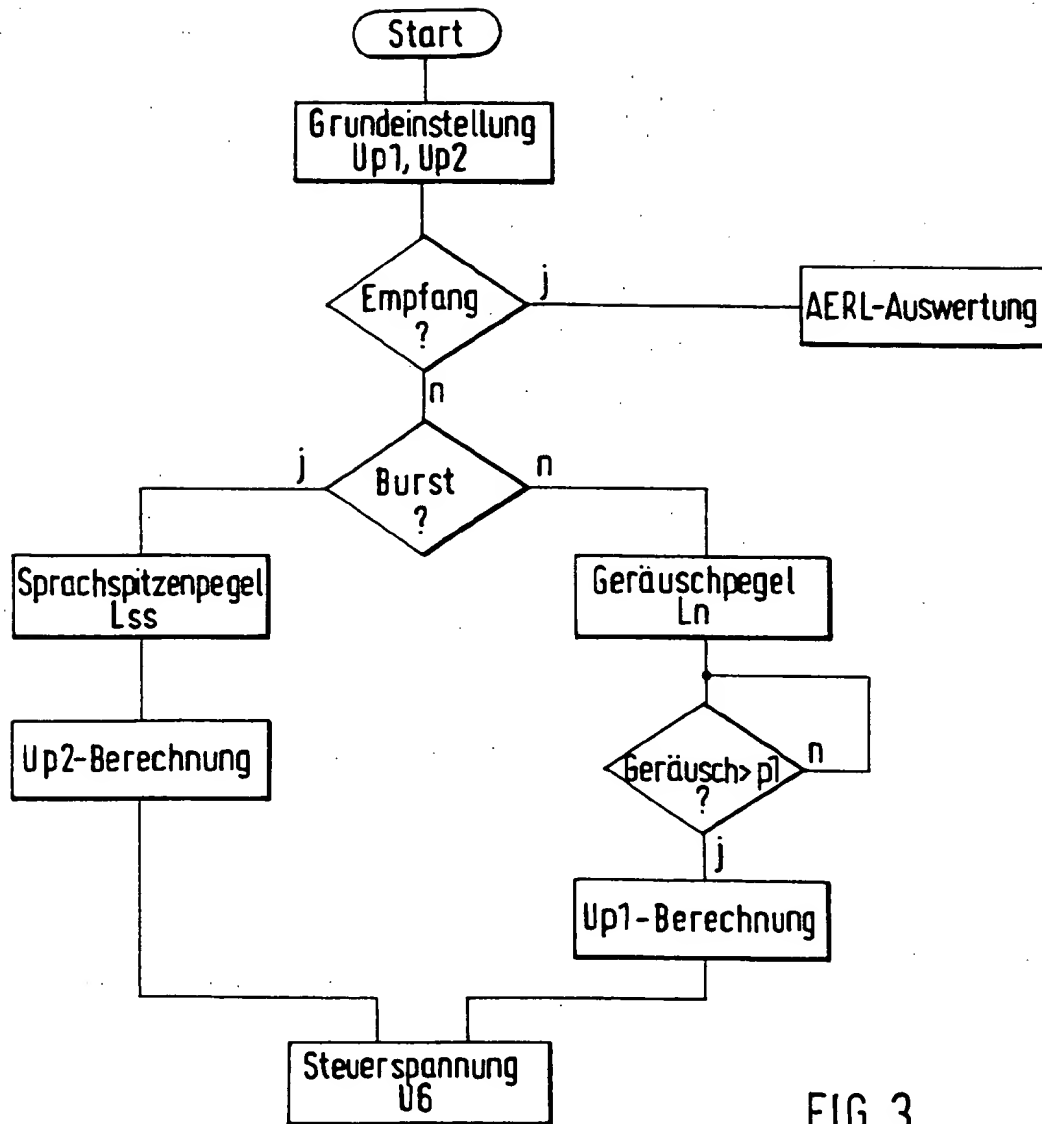 Start
Grundeinstellung
Up1, Up2
Empfang
?
j
AERL-Auswertung
n
j
Burst
?
n
Sprachspitzenpegel
Lss
Geräuschpegel
Ln
Up2-Berechnung
Geräusch>p1
?
n
j
Up1-Berechnung
Steuerspannung
U6
FIG. 3